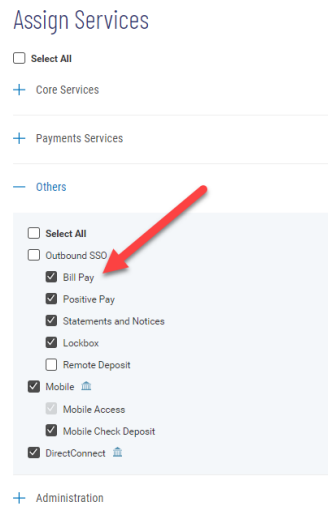 Assign Services
Select All
Core Services
Payments Services
Others
Select All
Outbound SSO
Bill Pay
Positive Pay
Statements and Notices
Lockbox
Remote Deposit
Mobile
Mobile Access
Mobile Check Deposit
DirectConnect
Administration